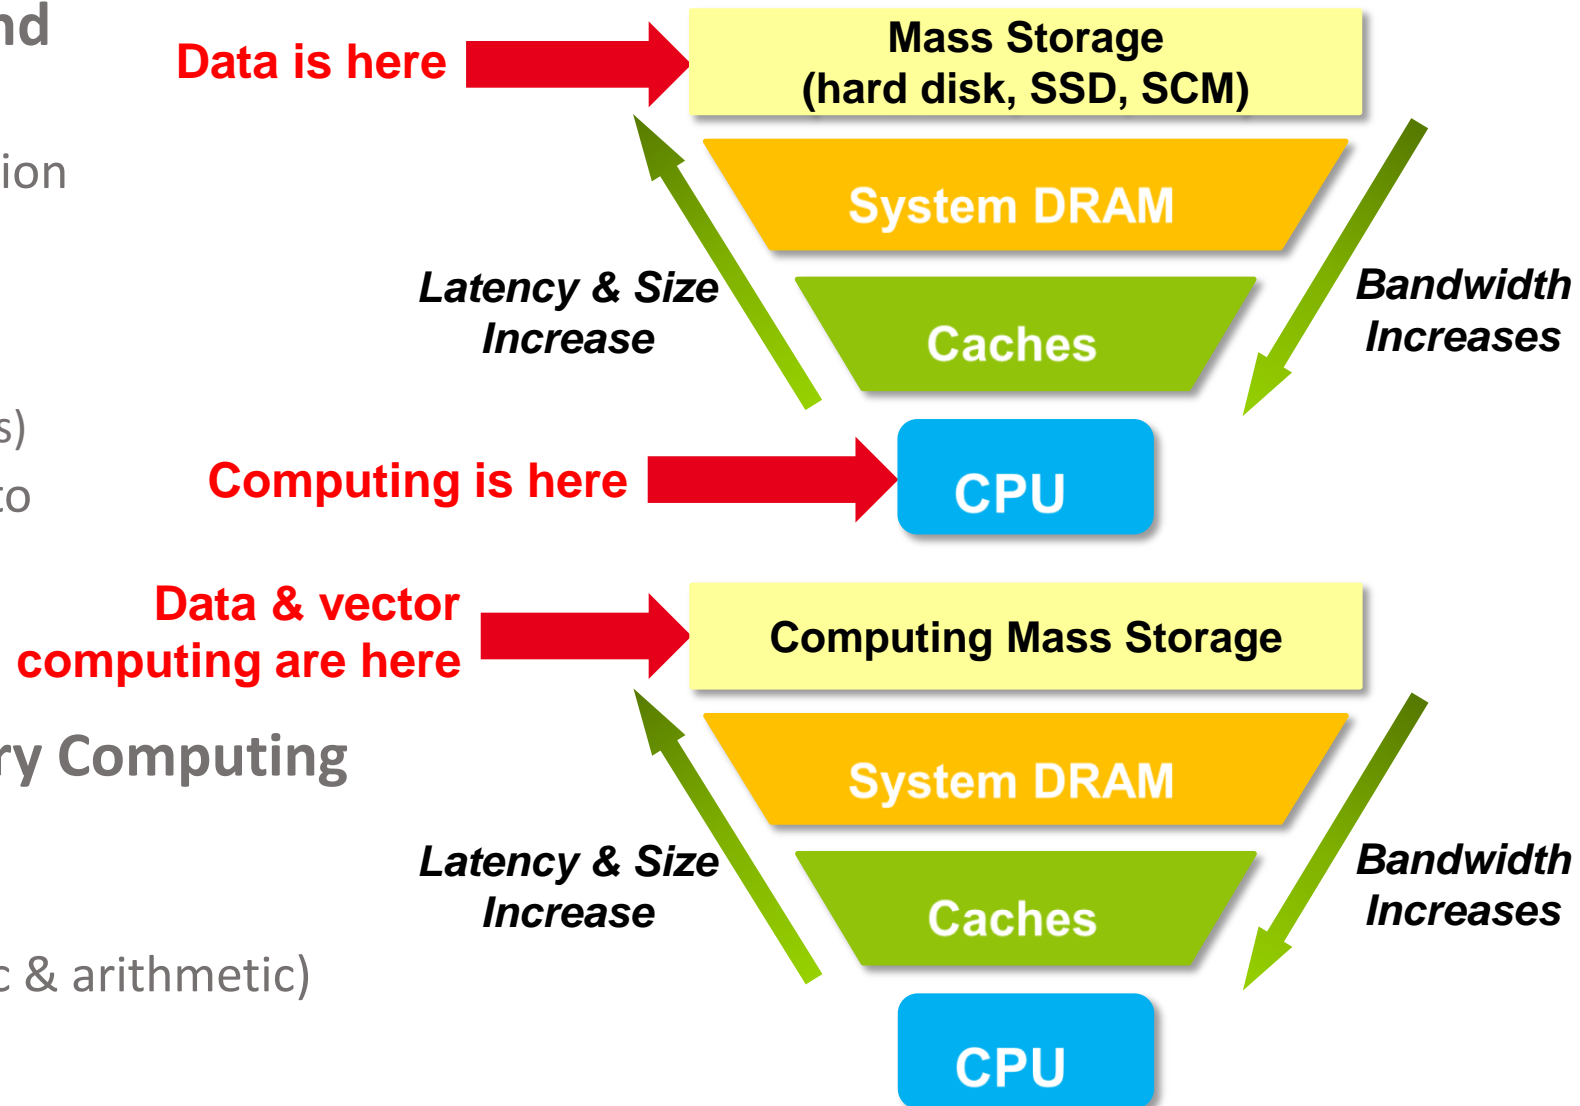 nd
tion
s)
to
ry Computing
c & arithmetic)
Data is here
Mass Storage
(hard disk, SSD, SCM)
System DRAM
Latency & Size
Increase
Bandwidth
Increases
Caches
Computing is here
CPU
Data & vector
computing are here
Computing Mass Storage
System DRAM
Latency & Size
Increase
Bandwidth
Increases
Caches
CPU